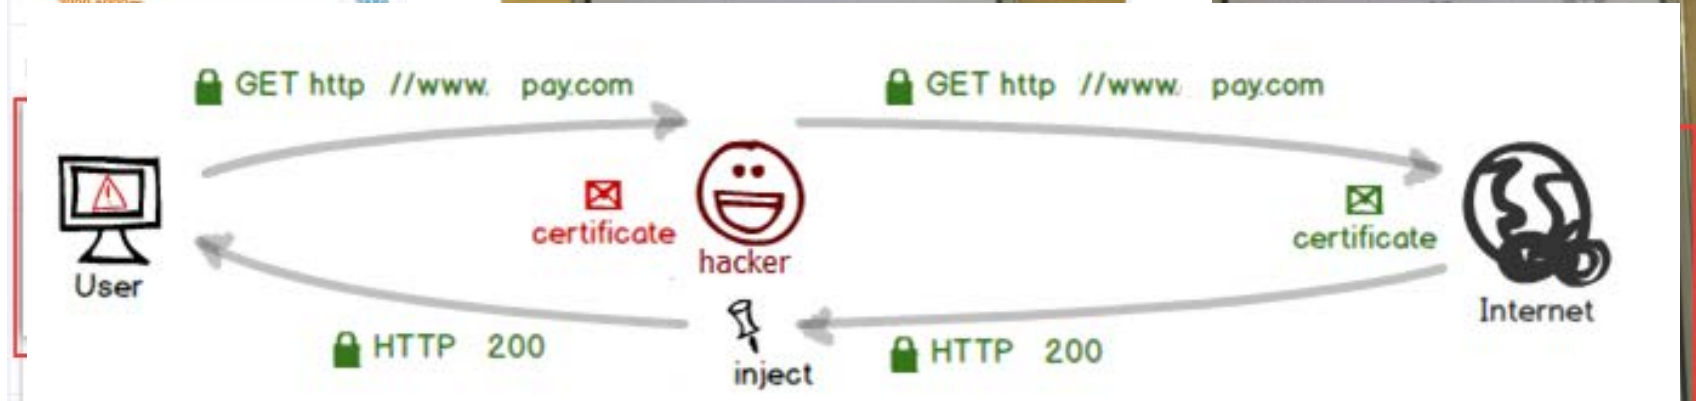 GET http //www. pay.com
GET http //www. pay.com
certificate
hacker
certificate
User
Internet
HTTP 200
inject
HTTP 200